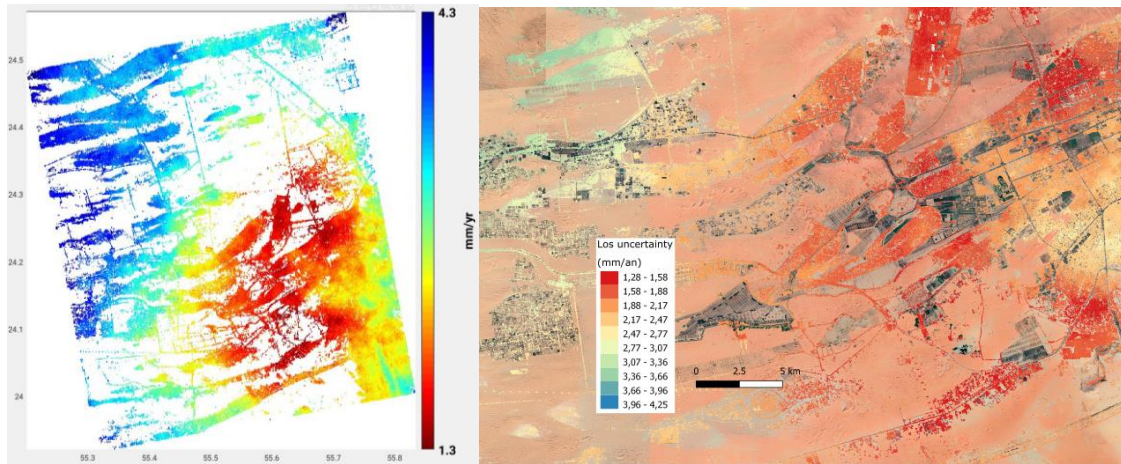 4.3
24.5
24.4
24.3
24.2
24.1
24
mm/yr
1.3
55.3
55.4
55.5
55.6
55.7
55.8
Los uncertainty
(mm/an)
1,28 - 1,58
1,58 - 1,88
1,88 - 2,17
2,17 - 2,47
2,47 - 2,77
2,77 - 3,07
3,07 - 3,36
3,36 - 3,66
3,66 - 3,96
3,96 - 4,25
0
2.5
5 km